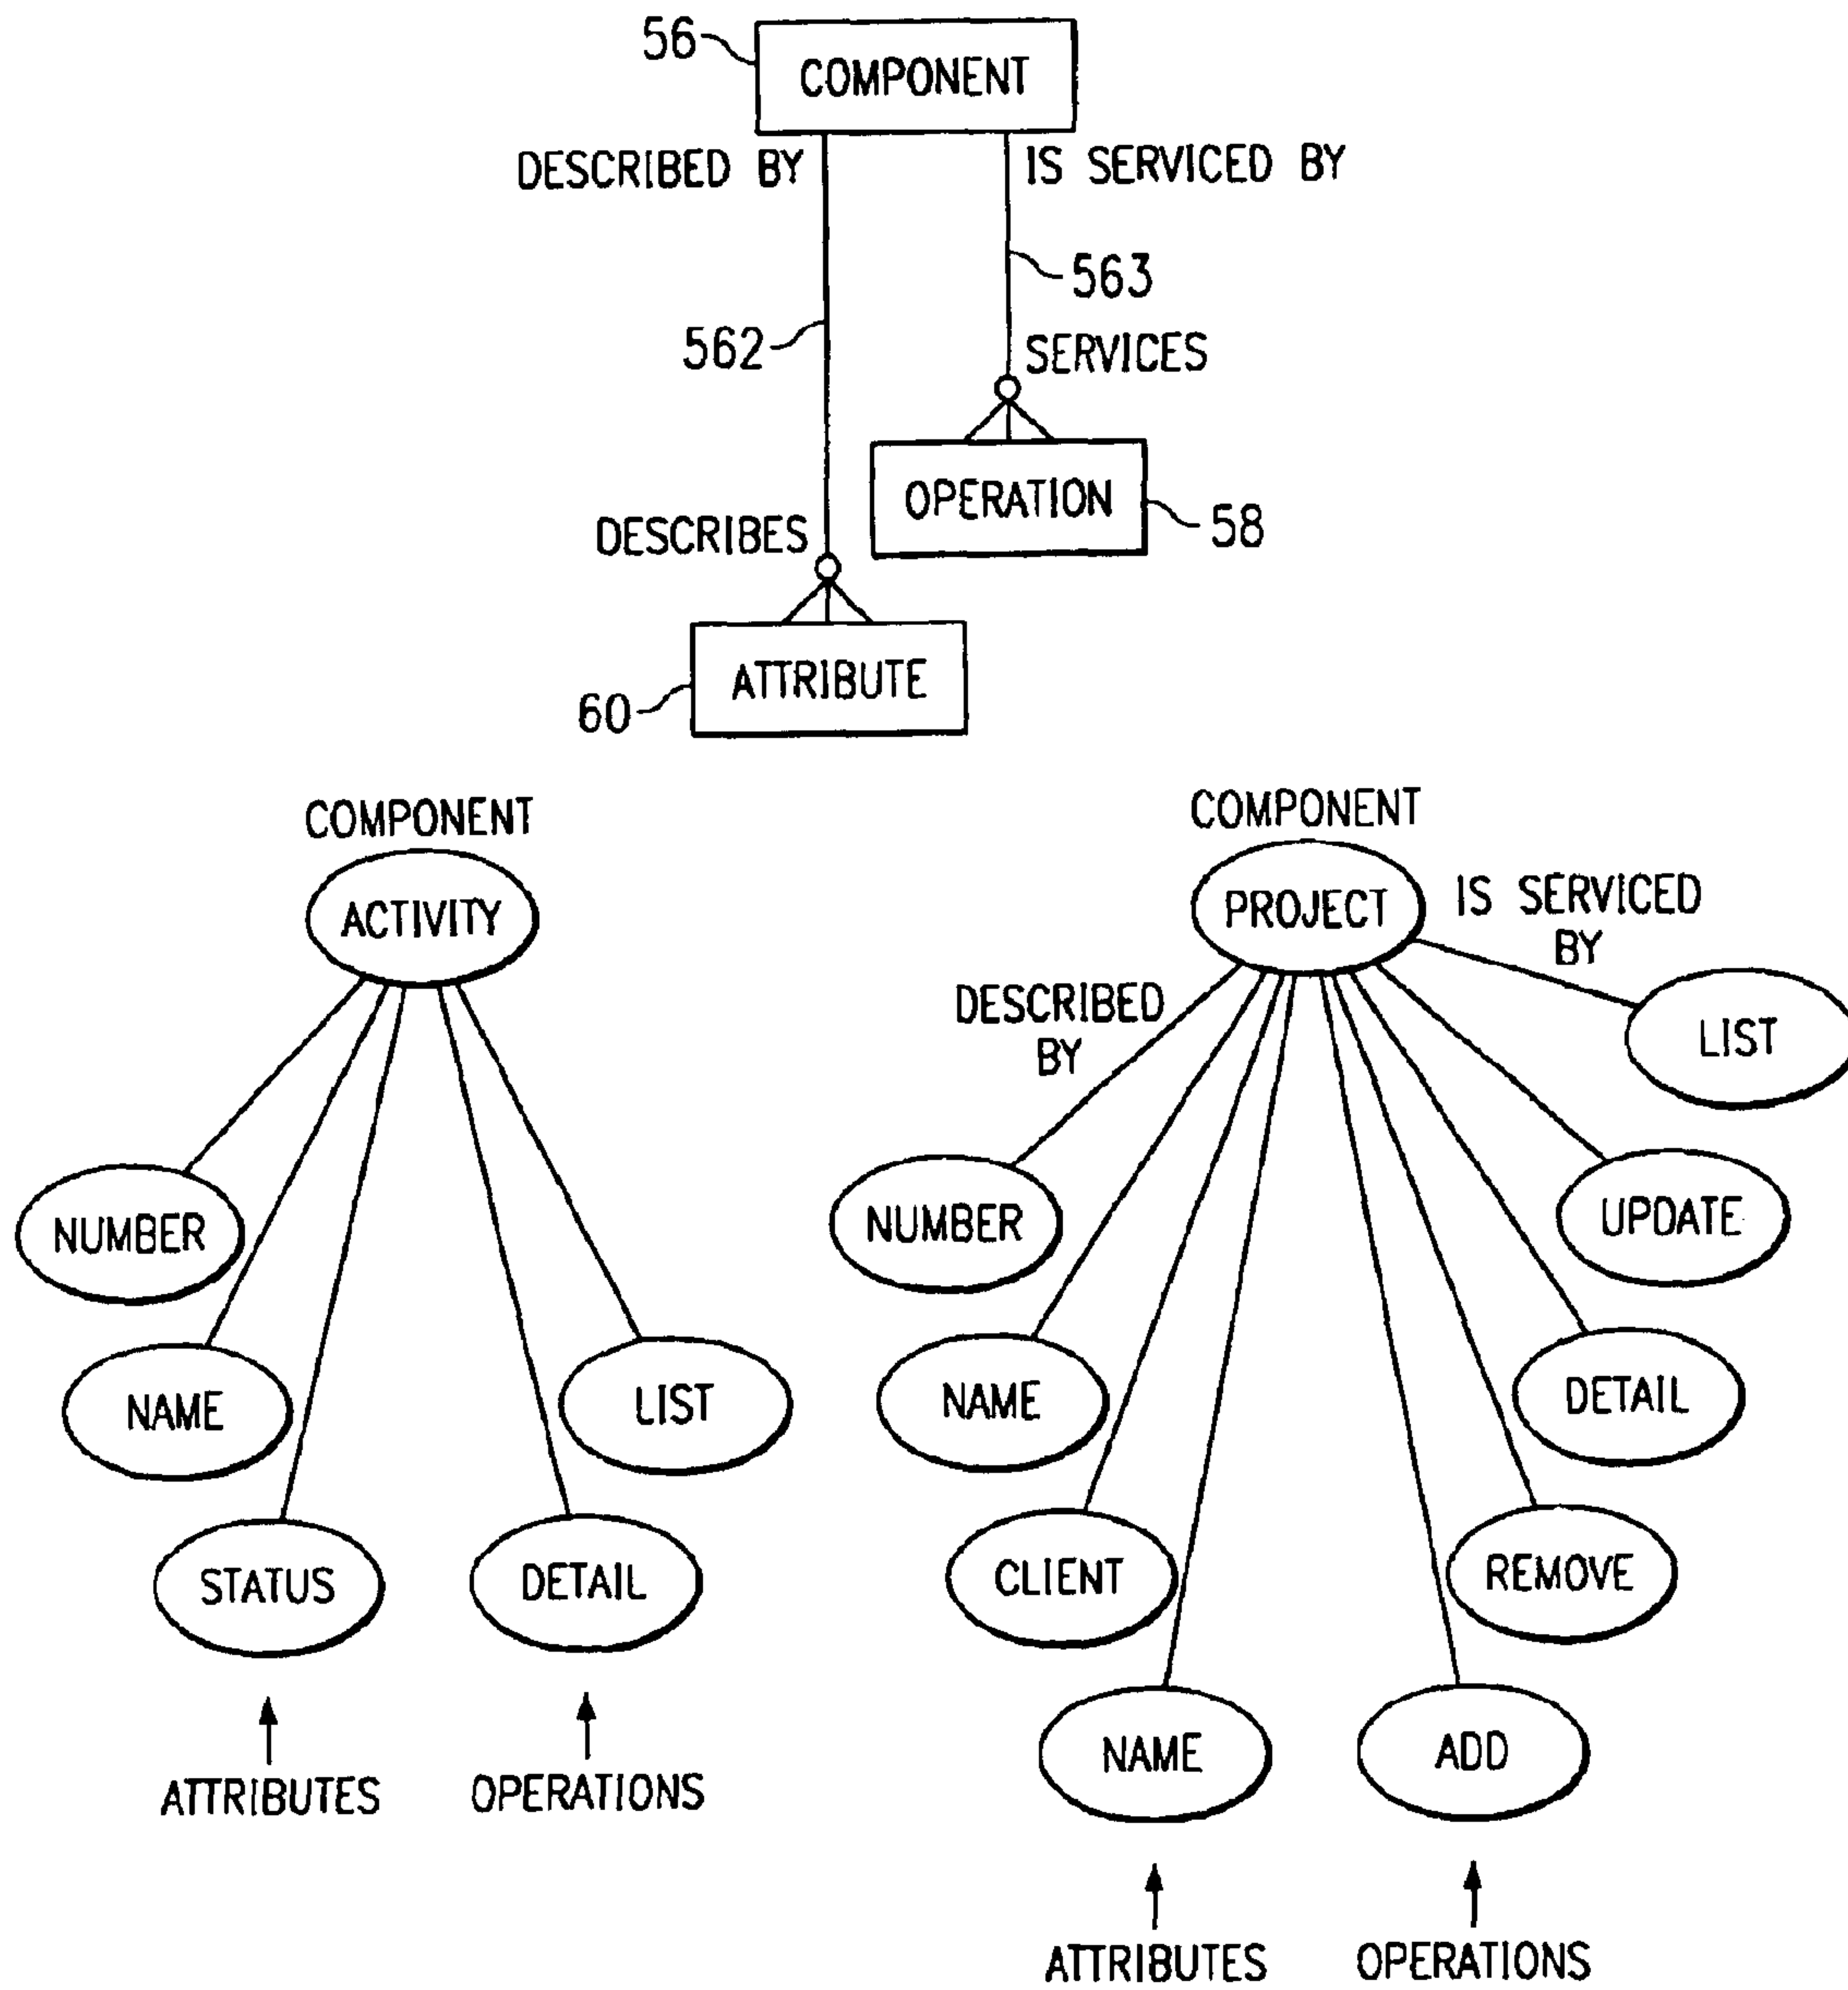 56
COMPONENT
DESCRIBED BY
IS SERVICED BY
563
562
SERVICES
OPERATION
58
DESCRIBES
ATTRIBUTE
60
COMPONENT
ACTIVITY
NUMBER
NAME
STATUS
DETAIL
LIST
ATTRIBUTES
OPERATIONS
COMPONENT
PROJECT
IS SERVICED
BY
DESCRIBED
BY
LIST
NUMBER
UPDATE
NAME
DETAIL
CLIENT
REMOVE
NAME
ADD
ATTRIBUTES
OPERATIONS